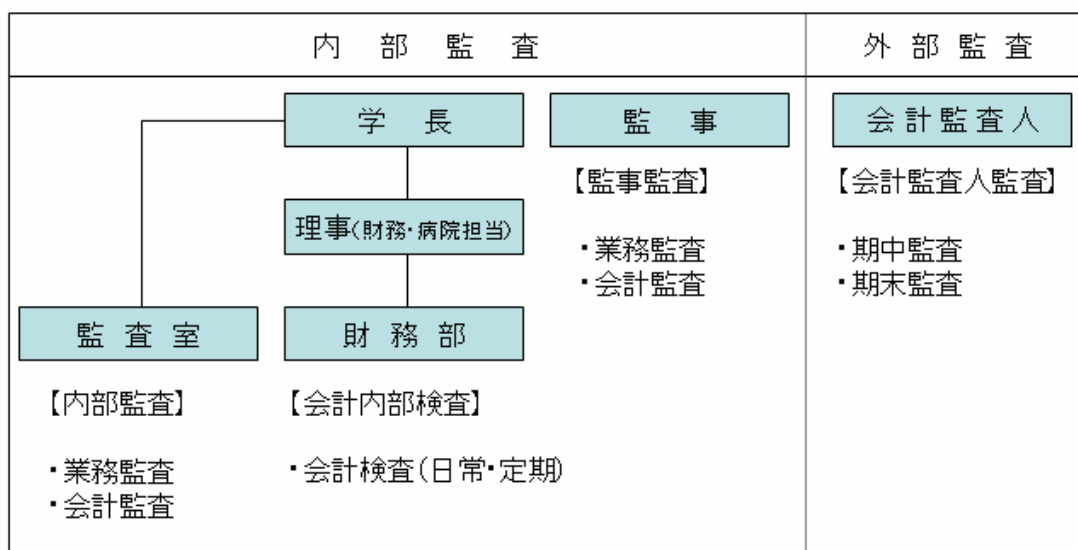 内部監査
外部監査
学長
監事
会計監査人
【監事監査】
【会計監査人監査】
理事(財務・病院担当)
・業務監査
・会計監査
・期中監査
・期末監査
監査室
財務部
【内部監査】
【会計内部検査】
・業務監査
・会計監査
・会計検査(日常・定期)